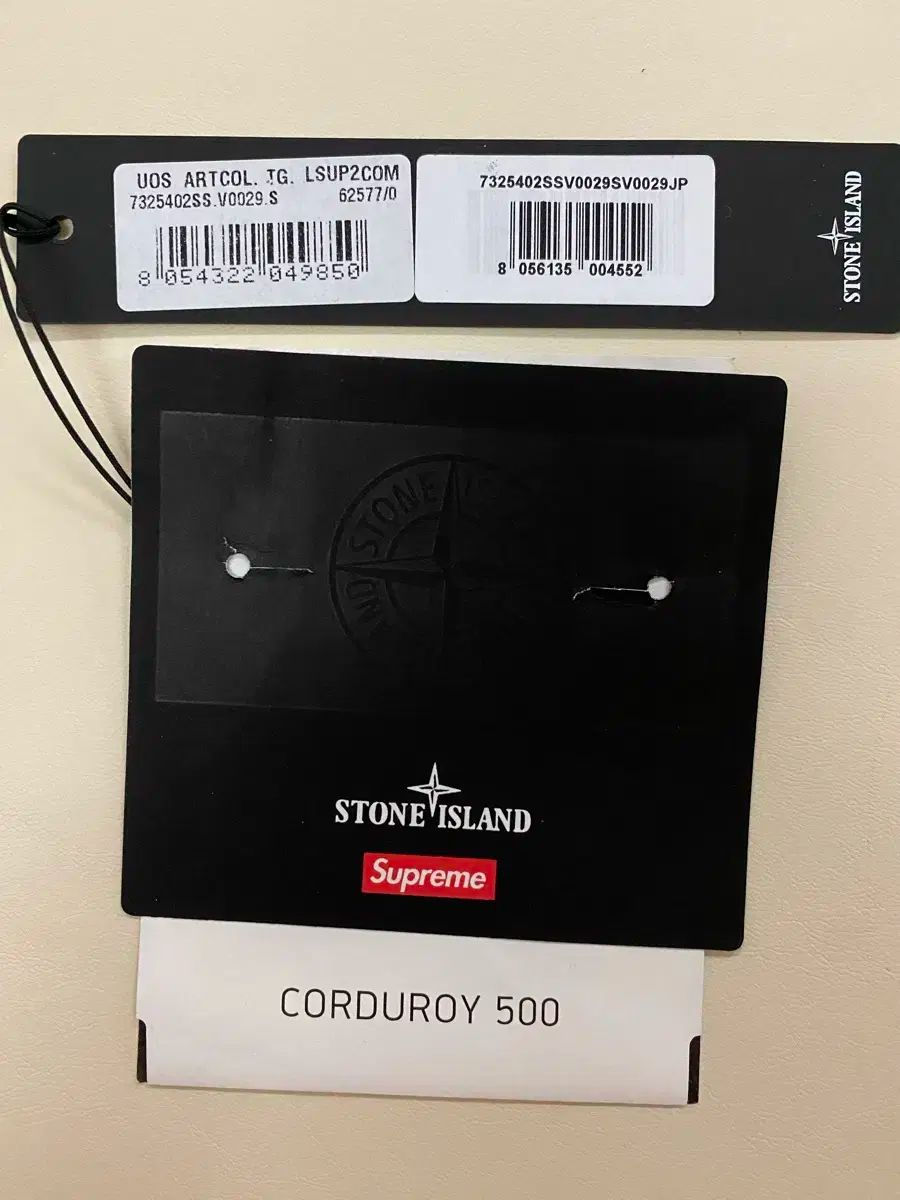 UOS ARTCOL. TG. LSUP2COM
7325402SS.V0029.S 62577/0
8 054322 049850
7325402SSV0029SV0029JP
8 056135 004552
STONE ISLAND
STONE
STONE ISLAND
Supreme
CORDUROY 500